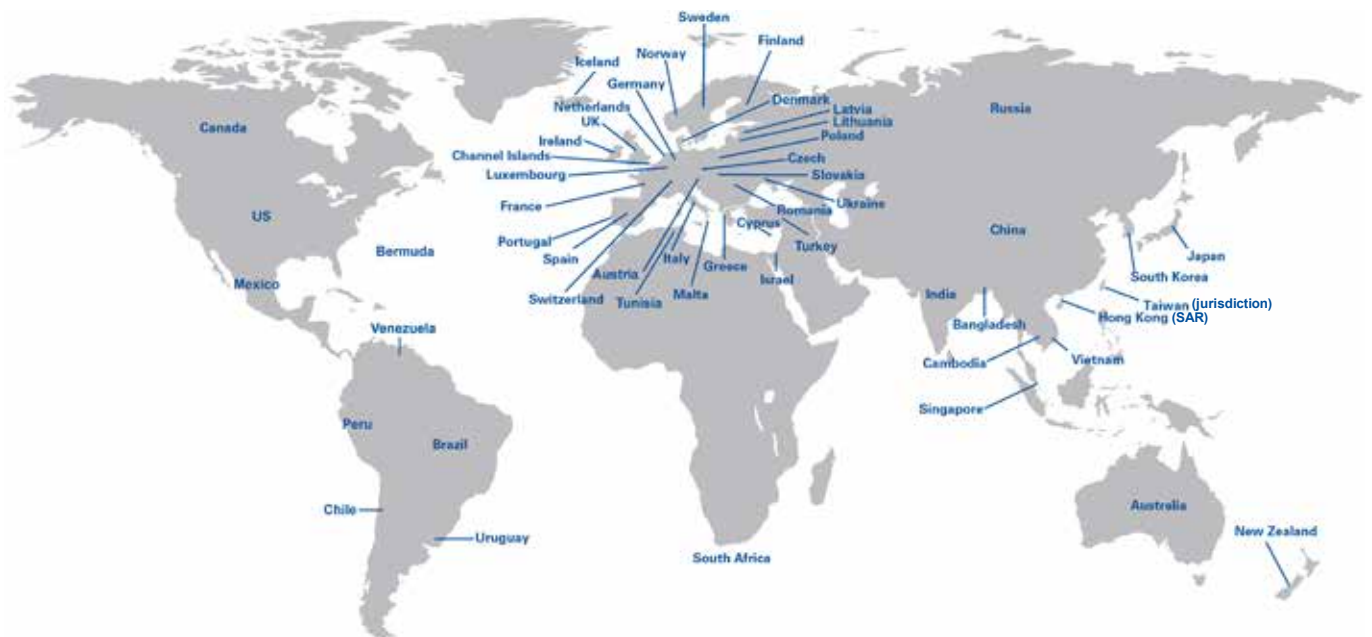 Sweden
Finland
Norway
Iceland
Germany
Netherlands
Denmark
Latvia
UK
Lithuania
Canada
Russia
Ireland
Poland
Channel Islands
Czech
Luxembourg
Slovakia
France
Ukraine
Romania
US
Cyprus
China
Portugal
Turkey
Bermuda
Spain
Italy
Greece
Japan
Austria
Israel
South Korea
Mexico
Switzerland
Tunisia
Malta
India
Taiwan (jurisdiction)
Hong Kong (SAR)
Bangladesh
Venezuela
Cambodia
Vietnam
Singapore
Peru
Brazil
Chile
Australia
Uruguay
New Zealand
South Africa